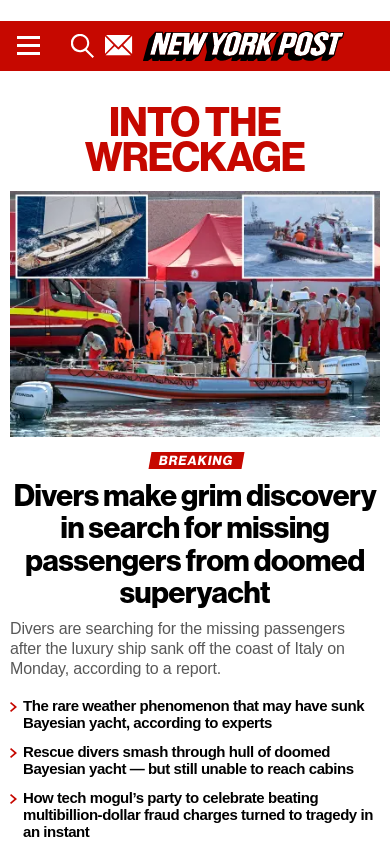 NEW YORK POST
INTO THE
WRECKAGE
BREAKING
Divers make grim discovery
in search for missing
passengers from doomed
superyacht
Divers are searching for the missing passengers
after the luxury ship sank off the coast of Italy on
Monday, according to a report.
The rare weather phenomenon that may have sunk
Bayesian yacht, according to experts
Rescue divers smash through hull of doomed
Bayesian yacht — but still unable to reach cabins
How tech mogul’s party to celebrate beating
multibillion-dollar fraud charges turned to tragedy in
an instant